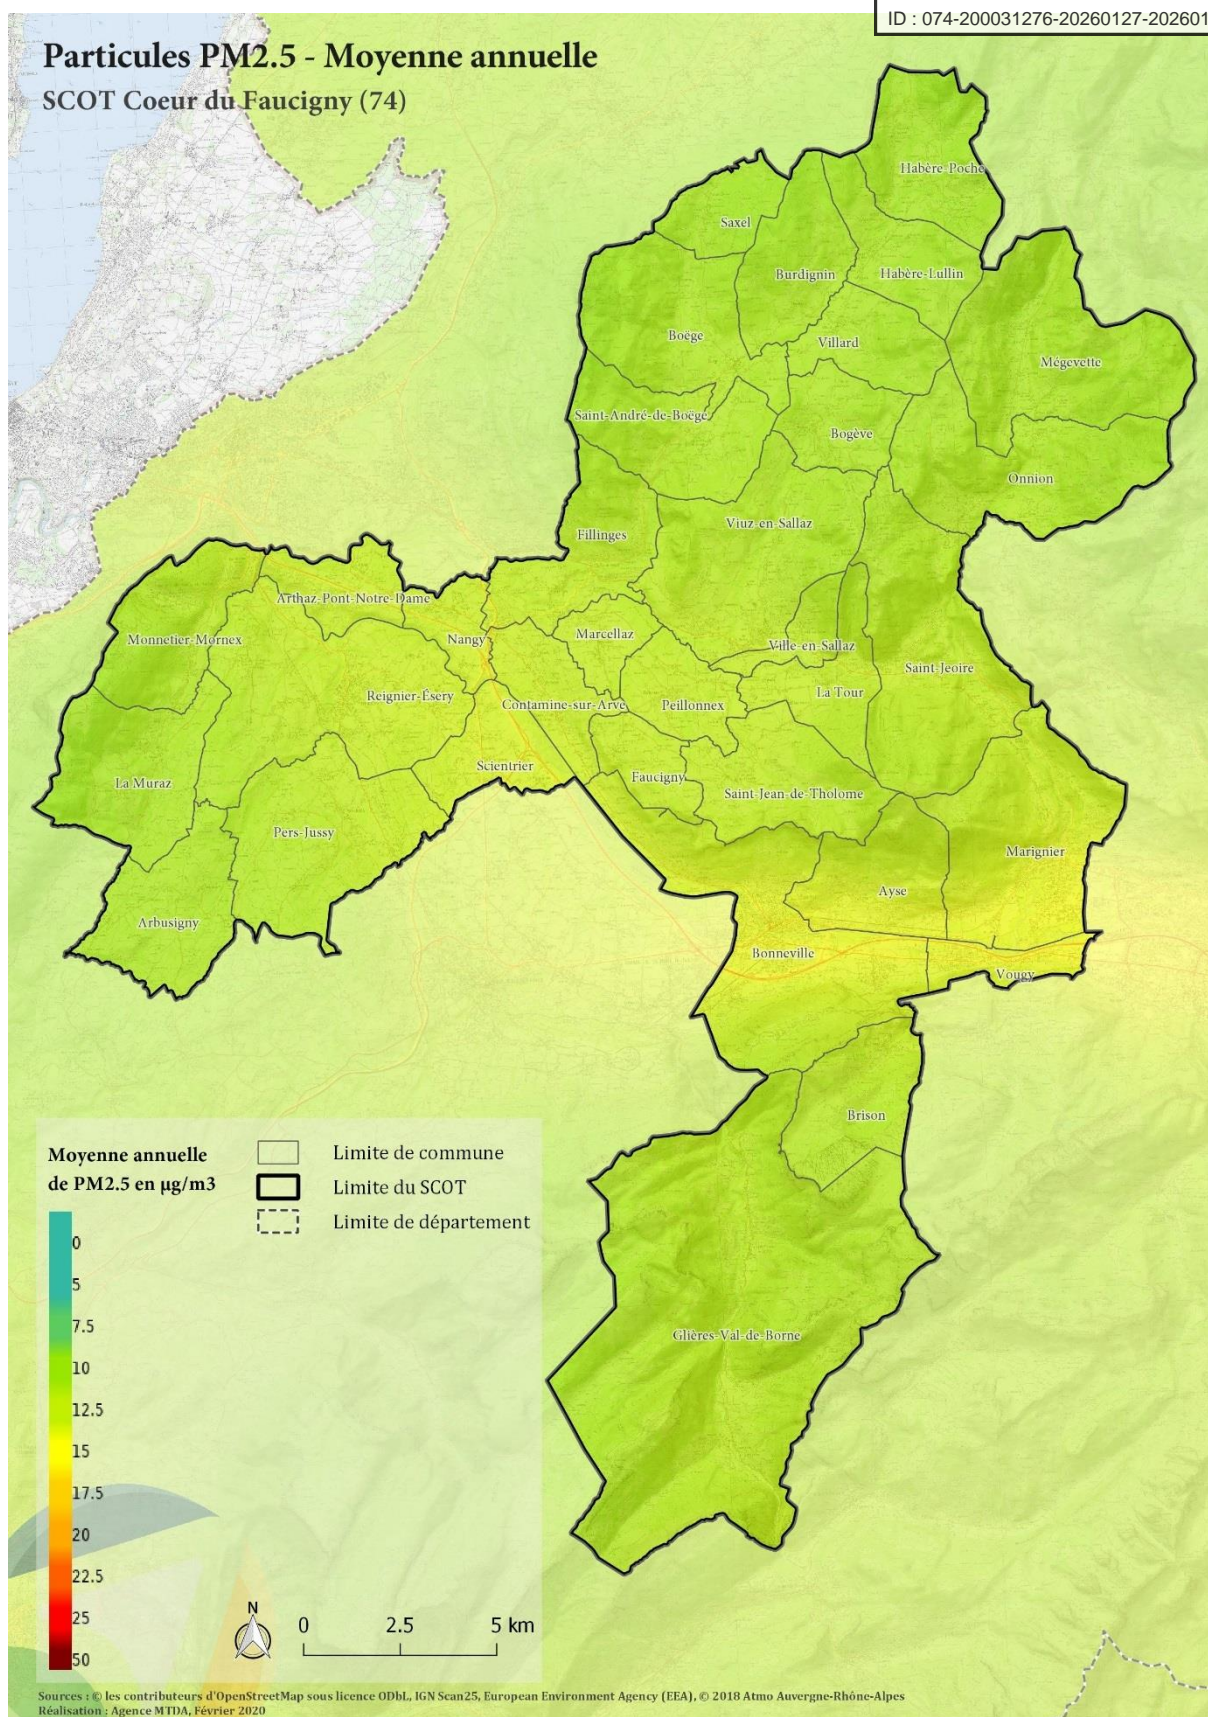 ID : 074-200031276-20260127-202601
Particules PM2.5 - Moyenne annuelle
SCOT Coeur du Faucigny (74)
Habère-Poche
Saxel
Burdignin
Habère-Lullin
Boëge
Villard
Mégevette
Saint-André-de-Boëge
Bogève
Onnion
Viuz-en-Sallaz
Fillinges
Arthaz-Pont-Notre-Dame
Monnetier-Mornex
Nangy
Marcellaz
Ville-en-Sallaz
Saint-Jeoire
Reignier-Ésery
Contamine-sur-Arve
Peillonnex
La Tour
Scientrier
Faucigny
La Muraz
Saint-Jean-de-Tholome
Pers-Jussy
Marignier
Ayse
Arbusigny
Bonneville
Vougy
Brison
Glières-Val-de-Borne
Moyenne annuelle
de PM2.5 en µg/m3
Limite de commune
Limite du SCOT
Limite de département
0
5
7.5
10
12.5
15
17.5
20
22.5
25
50
N
0 2.5 5 km
Sources : © les contributeurs d'OpenStreetMap sous licence ODbL, IGN Scan25, European Environment Agency (EEA), © 2018 Atmo Auvergne-Rhône-Alpes
Réalisation : Agence MTDA, Février 2020